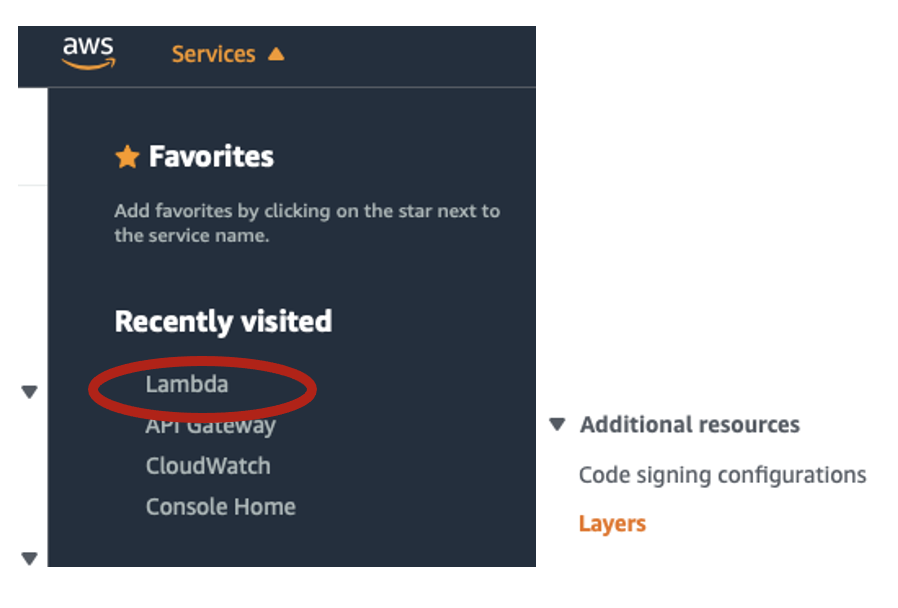 aws
Services
Favorites
Add favorites by clicking on the star next to
the service name.
Recently visited
Lambda
API Gateway
CloudWatch
Console Home
Additional resources
Code signing configurations
Layers